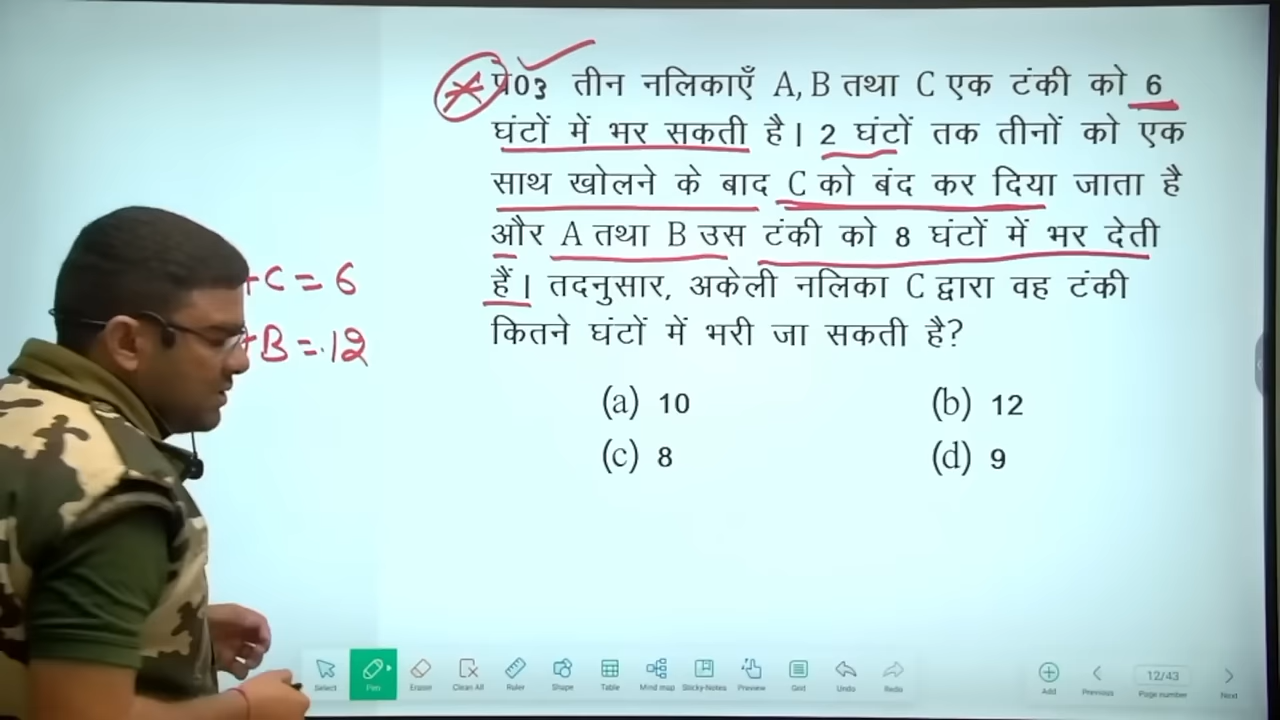 प्र03 तीन नलिकाएँ A, B तथा C एक टंकी को 6
घंटों में भर सकती है। 2 घंटों तक तीनों को एक
साथ खोलने के बाद C को बंद कर दिया जाता है
और A तथा B उस टंकी को 8 घंटों में भर देती
हैं। तदनुसार, अकेली नलिका C द्वारा वह टंकी
कितने घंटों में भरी जा सकती है?
(a) 10 (b) 12
(c) 8 (d) 9
+C = 6
+B = 12
Select Pen Eraser Clean All Ruler Shape Table Mind map Sticky-Notes Preview Grid Undo Redo Add Previous 12/43 Page number Next